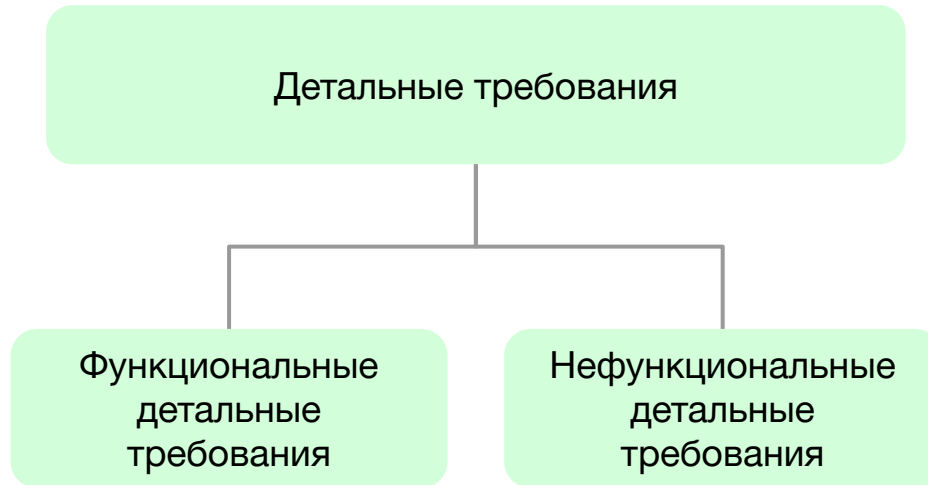 Детальные требования
Функциональные
детальные
требования
Нефункциональные
детальные
требования